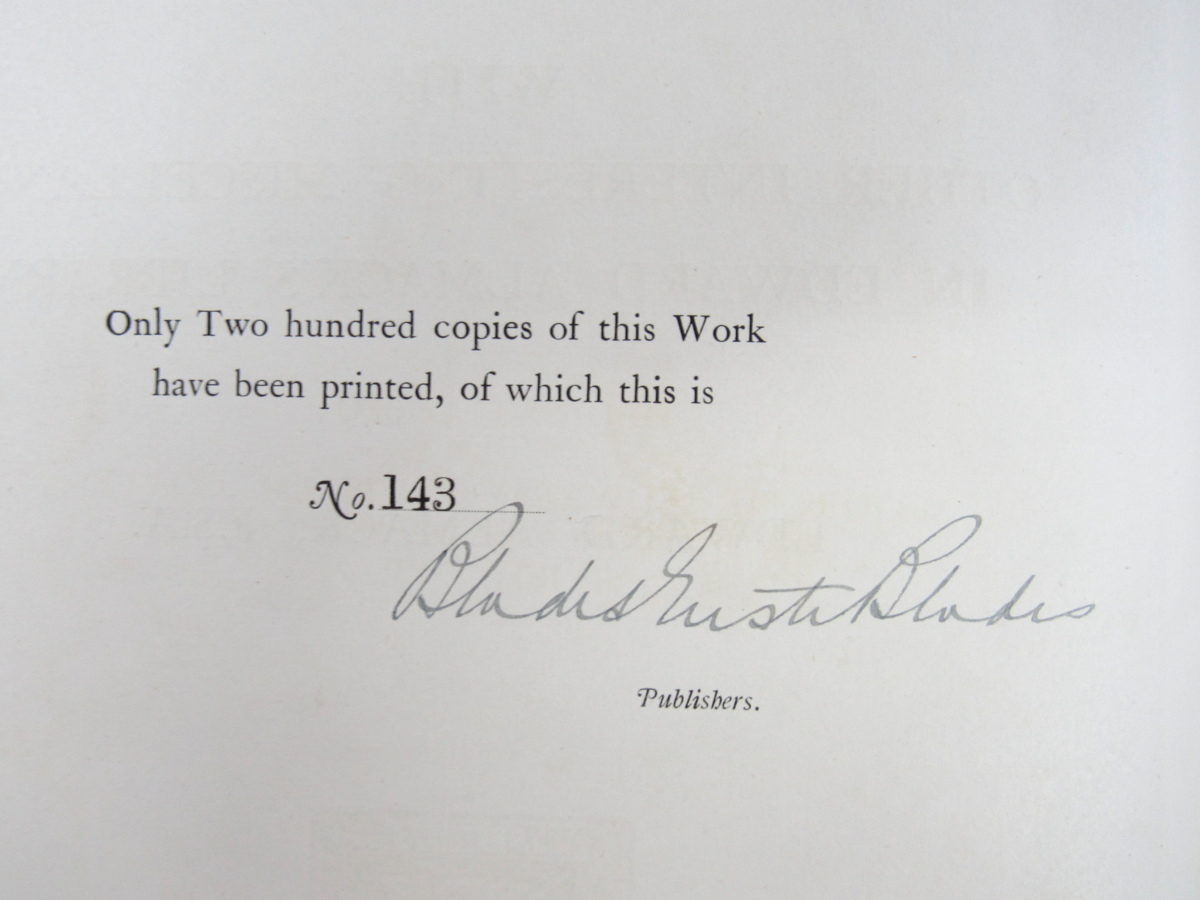 Only Two hundred copies of this Work
have been printed, of which this is
No. 143
Blades East & Blades
Publishers.